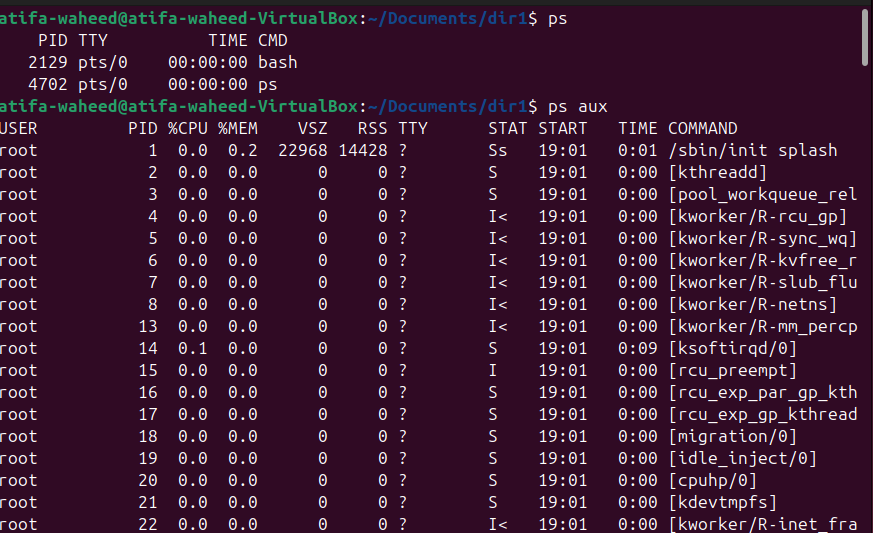 atifa-waheed@atifa-waheed-VirtualBox:~/Documents/dir1$ ps
    PID TTY          TIME CMD
   2129 pts/0    00:00:00 bash
   4702 pts/0    00:00:00 ps
atifa-waheed@atifa-waheed-VirtualBox:~/Documents/dir1$ ps aux
USER         PID %CPU %MEM    VSZ   RSS TTY      STAT START   TIME COMMAND
root           1  0.0  0.2  22968 14428 ?        Ss   19:01   0:01 /sbin/init splash
root           2  0.0  0.0      0     0 ?        S    19:01   0:00 [kthreadd]
root           3  0.0  0.0      0     0 ?        S    19:01   0:00 [pool_workqueue_rel
root           4  0.0  0.0      0     0 ?        I<   19:01   0:00 [kworker/R-rcu_gp]
root           5  0.0  0.0      0     0 ?        I<   19:01   0:00 [kworker/R-sync_wq]
root           6  0.0  0.0      0     0 ?        I<   19:01   0:00 [kworker/R-kvfree_r
root           7  0.0  0.0      0     0 ?        I<   19:01   0:00 [kworker/R-slub_flu
root           8  0.0  0.0      0     0 ?        I<   19:01   0:00 [kworker/R-netns]
root          13  0.0  0.0      0     0 ?        I<   19:01   0:00 [kworker/R-mm_percp
root          14  0.1  0.0      0     0 ?        S    19:01   0:09 [ksoftirqd/0]
root          15  0.0  0.0      0     0 ?        I    19:01   0:00 [rcu_preempt]
root          16  0.0  0.0      0     0 ?        S    19:01   0:00 [rcu_exp_par_gp_kth
root          17  0.0  0.0      0     0 ?        S    19:01   0:00 [rcu_exp_gp_kthread
root          18  0.0  0.0      0     0 ?        S    19:01   0:00 [migration/0]
root          19  0.0  0.0      0     0 ?        S    19:01   0:00 [idle_inject/0]
root          20  0.0  0.0      0     0 ?        S    19:01   0:00 [cpuhp/0]
root          21  0.0  0.0      0     0 ?        S    19:01   0:00 [kdevtmpfs]
root          22  0.0  0.0      0     0 ?        I<   19:01   0:00 [kworker/R-inet_fra